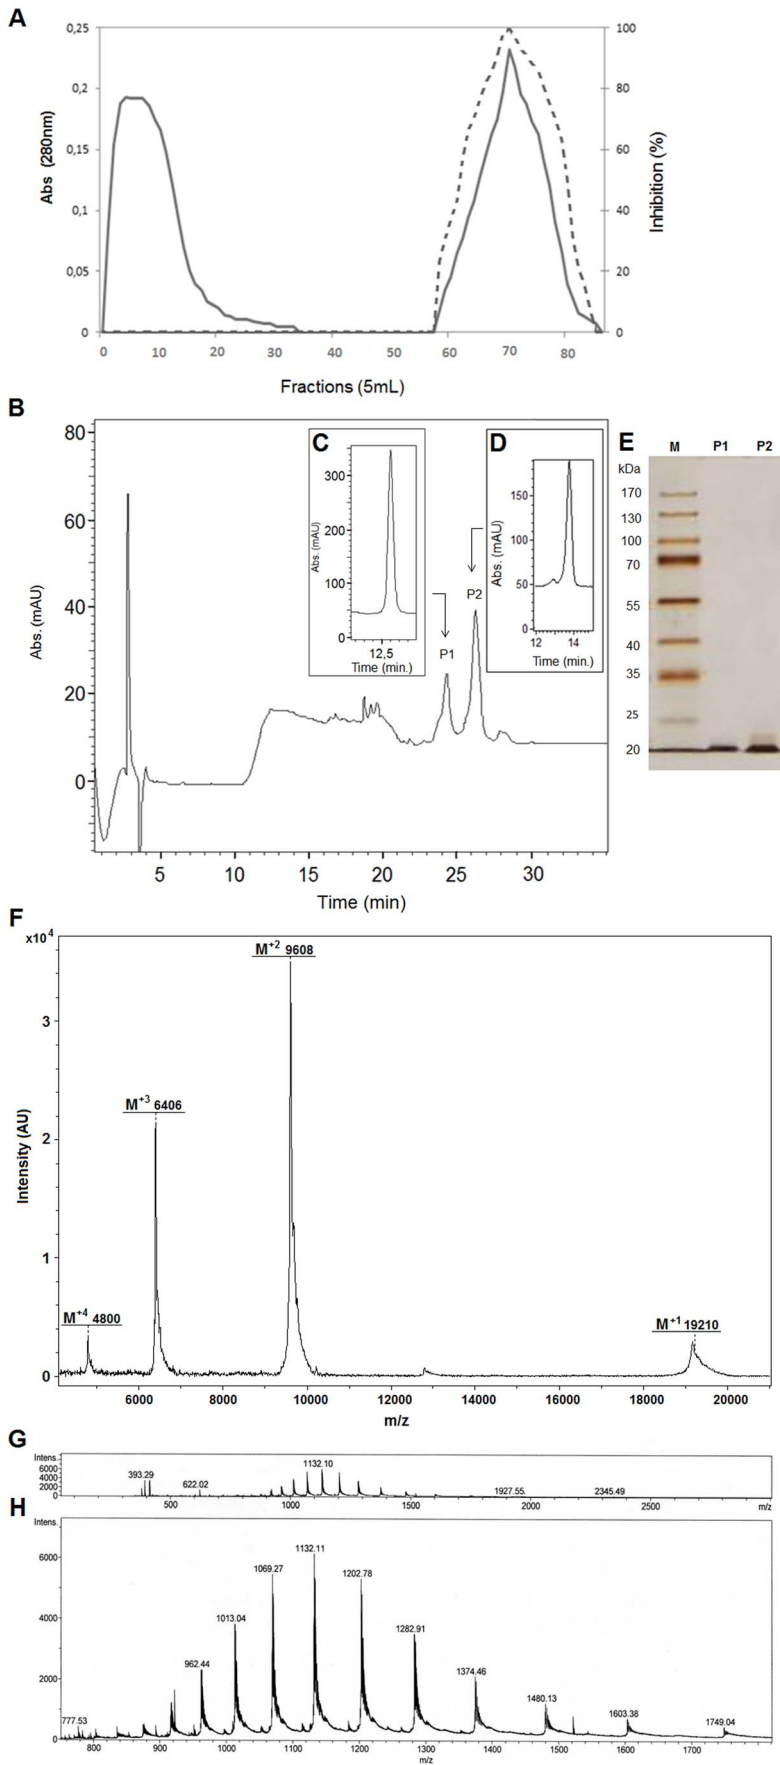 A
0,25
0,2
0,15
0,1
0,05
0
Abs (280nm)
100
80
60
40
20
0
Inhibition (%)
0 10 20 30 40 50 60 70 80
Fractions (5mL)
B
80
60
40
20
0
Abs. (mAU)
5 10 15 20 25 30
Time (min)
P1
P2
C
300
200
100
0
Abs. (mAU)
12,5
Time (min.)
D
150
100
50
0
Abs. (mAU)
12 14
Time (min.)
E
M P1 P2
kDa
170
130
100
70
55
40
35
25
20
F
x10⁴
3
2
1
0
Intensity (AU)
M⁺⁴ 4800
M⁺³ 6406
M⁺² 9608
M⁺¹ 19210
6000 8000 10000 12000 14000 16000 18000 20000
m/z
G
Intens.
6000
4000
2000
0
393.29
622.02
1132.10
1927.55
2345.49
500 1000 1500 2000 2500 m/z
H
Intens.
6000
4000
2000
0
777.53
962.44
1013.04
1069.27
1132.11
1202.78
1282.91
1374.46
1480.13
1603.38
1749.04
800 900 1000 1100 1200 1300 1400 1500 1600 1700
m/z